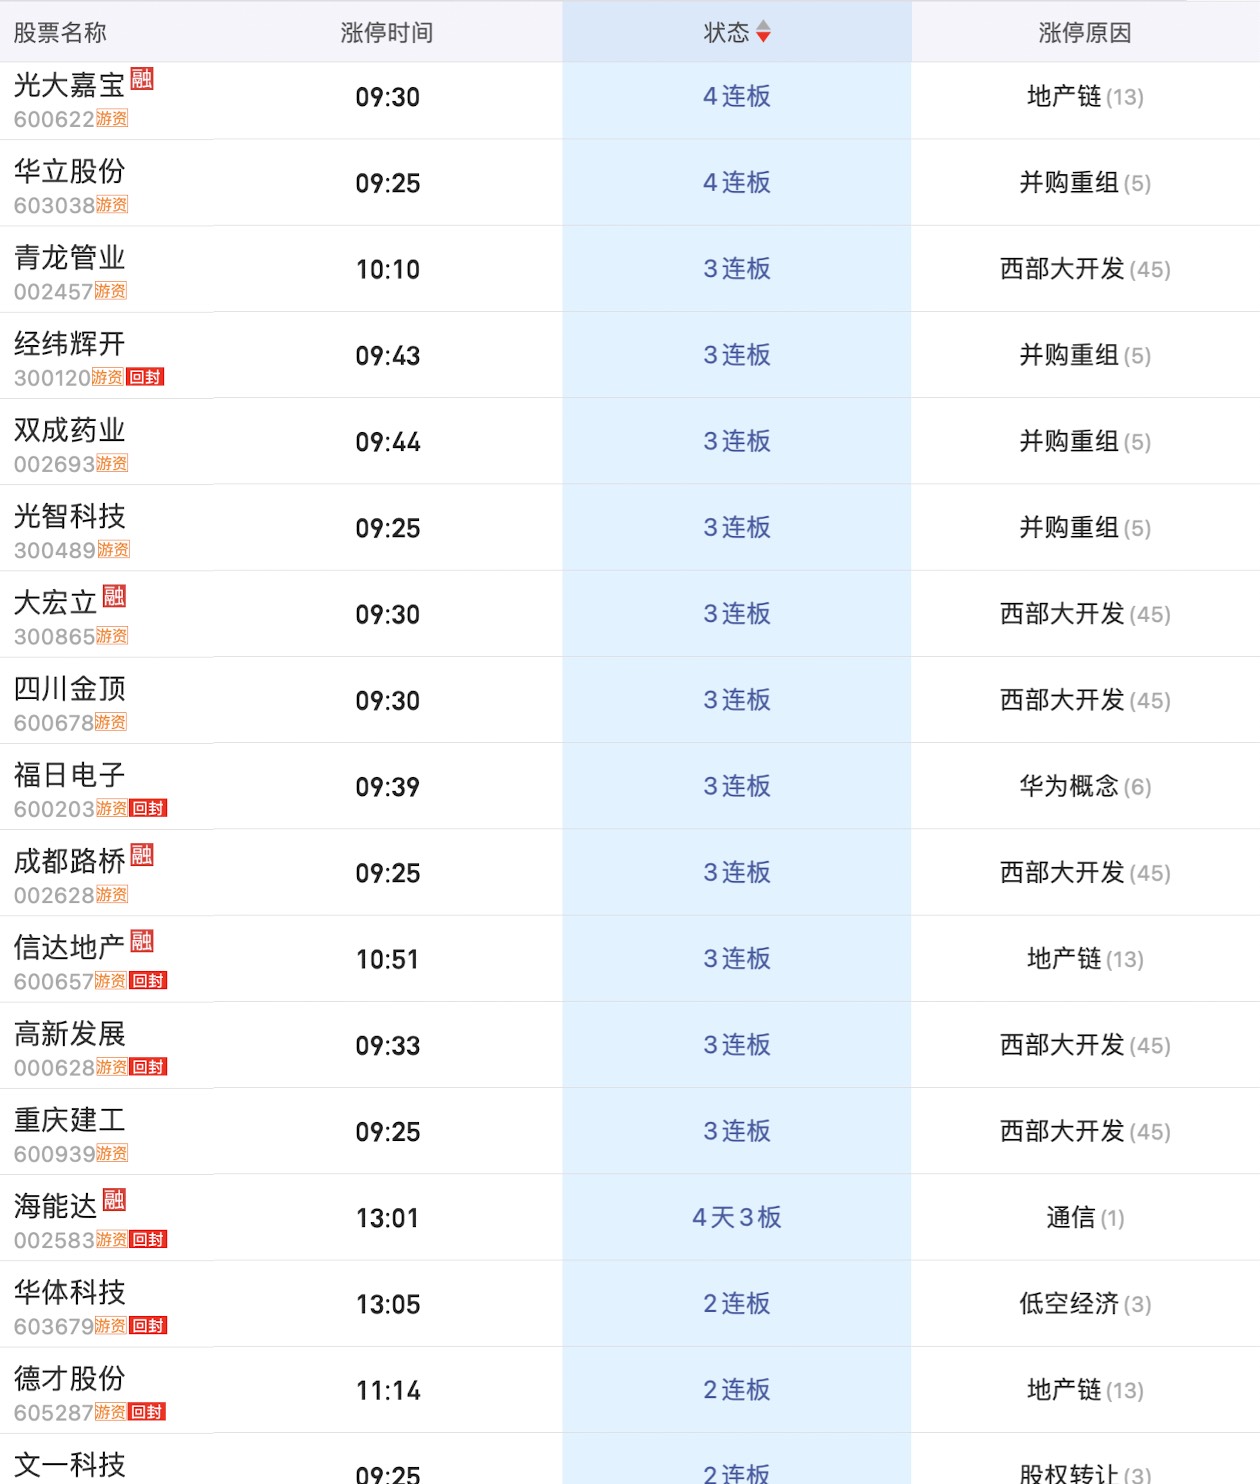 股票名称 涨停时间 状态 涨停原因
光大嘉宝 融
09:30 4连板 地产链(13)
600622 游资
华立股份
09:25 4连板 并购重组(5)
603038 游资
青龙管业
10:10 3连板 西部大开发(45)
002457 游资
经纬辉开
09:43 3连板 并购重组(5)
300120 游资 回封
双成药业
09:44 3连板 并购重组(5)
002693 游资
光智科技
09:25 3连板 并购重组(5)
300489 游资
大宏立 融
09:30 3连板 西部大开发(45)
300865 游资
四川金顶
09:30 3连板 西部大开发(45)
600678 游资
福日电子
09:39 3连板 华为概念(6)
600203 游资 回封
成都路桥 融
09:25 3连板 西部大开发(45)
002628 游资
信达地产 融
10:51 3连板 地产链(13)
600657 游资 回封
高新发展
09:33 3连板 西部大开发(45)
000628 游资 回封
重庆建工
09:25 3连板 西部大开发(45)
600939 游资
海能达 融
13:01 4天3板 通信(1)
002583 游资 回封
华体科技
13:05 2连板 低空经济(3)
603679 游资 回封
德才股份
11:14 2连板 地产链(13)
605287 游资 回封
文一科技
09:25 2连板 股权转让(3)